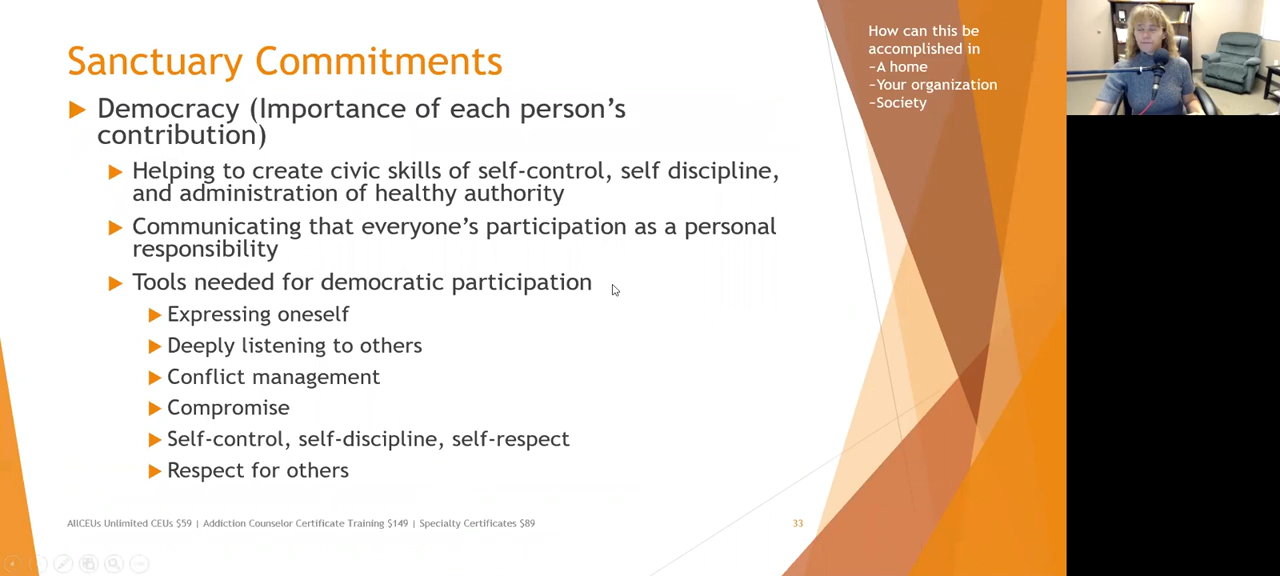 Sanctuary Commitments
Democracy (Importance of each person's
contribution)
Helping to create civic skills of self-control, self discipline,
and administration of healthy authority
Communicating that everyone's participation as a personal
responsibility
Tools needed for democratic participation
Expressing oneself
Deeply listening to others
Conflict management
Compromise
Self-control, self-discipline, self-respect
Respect for others
AllCEUs Unlimited CEUs $59 | Addiction Counselor Certificate Training $149 | Specialty Certificates $89
33
How can this be
accomplished in
-A home
-Your organization
-Society